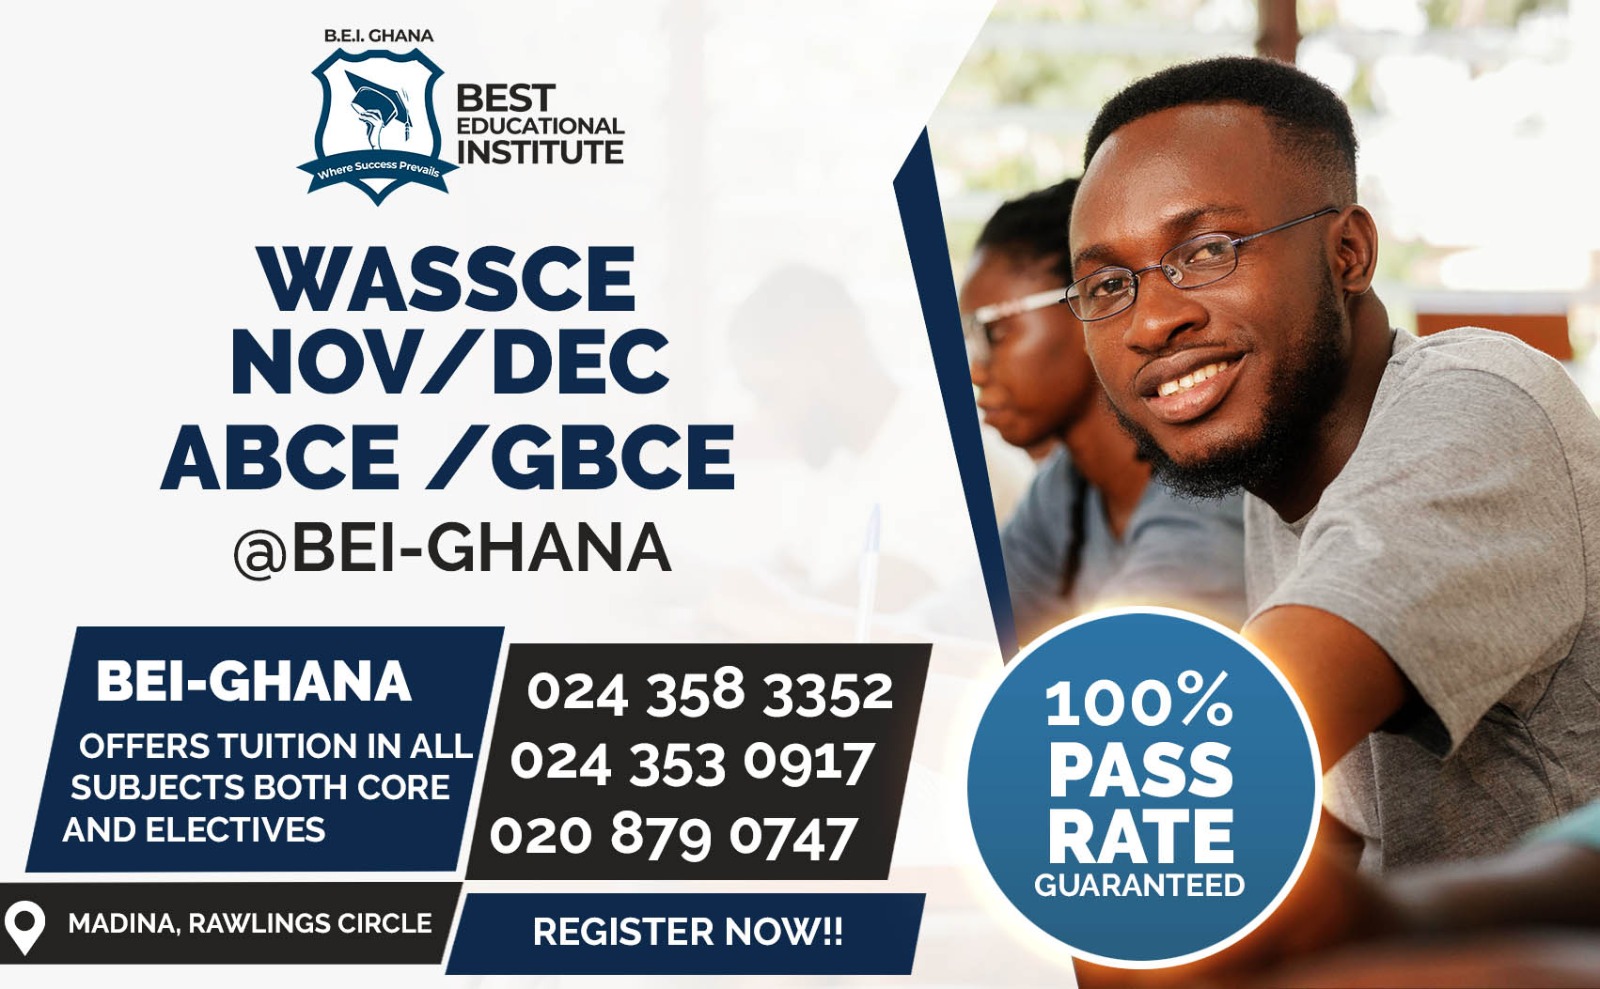 B.E.I. GHANA
BEST
EDUCATIONAL
INSTITUTE
Where Success Prevails
WASSCE
NOV/DEC
ABCE /GBCE
@BEI-GHANA
BEI-GHANA
OFFERS TUITION IN ALL
SUBJECTS BOTH CORE
AND ELECTIVES
024 358 3352
024 353 0917
020 879 0747
MADINA, RAWLINGS CIRCLE
REGISTER NOW!!
100%
PASS
RATE
GUARANTEED